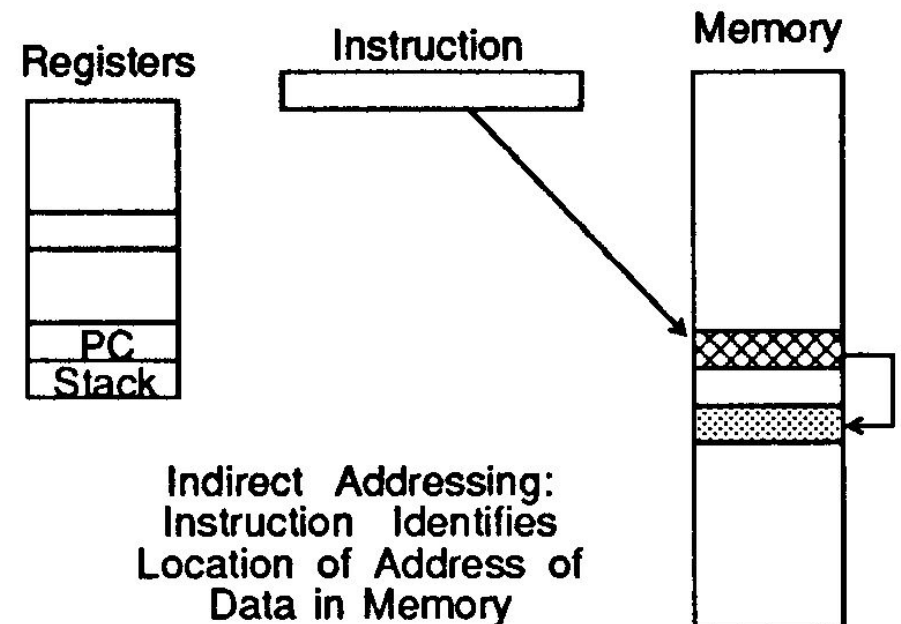 Registers
Instruction
Memory
PC
Stack
Indirect Addressing:
Instruction Identifies
Location of Address of
Data in Memory